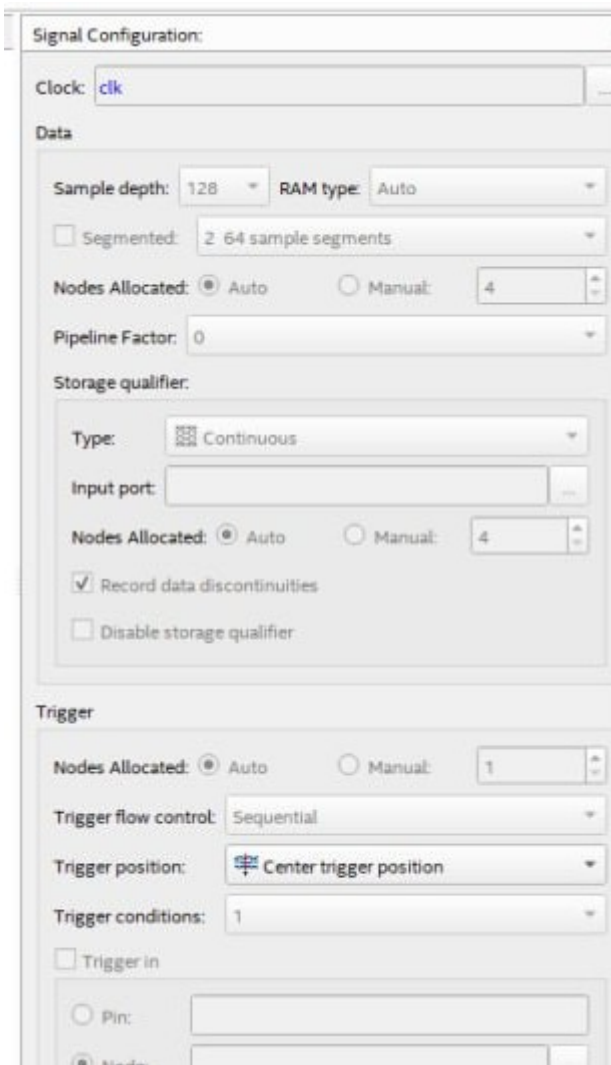 Signal Configuration:
Clock: clk ...
Data
Sample depth: 128 RAM type: Auto
Segmented: 2 64 sample segments
Nodes Allocated: Auto Manual: 4
Pipeline Factor: 0
Storage qualifier:
Type: Continuous
Input port: ...
Nodes Allocated: Auto Manual: 4
Record data discontinuities
Disable storage qualifier
Trigger
Nodes Allocated: Auto Manual: 1
Trigger flow control: Sequential
Trigger position: Center trigger position
Trigger conditions: 1
Trigger in
Pin:
Node: